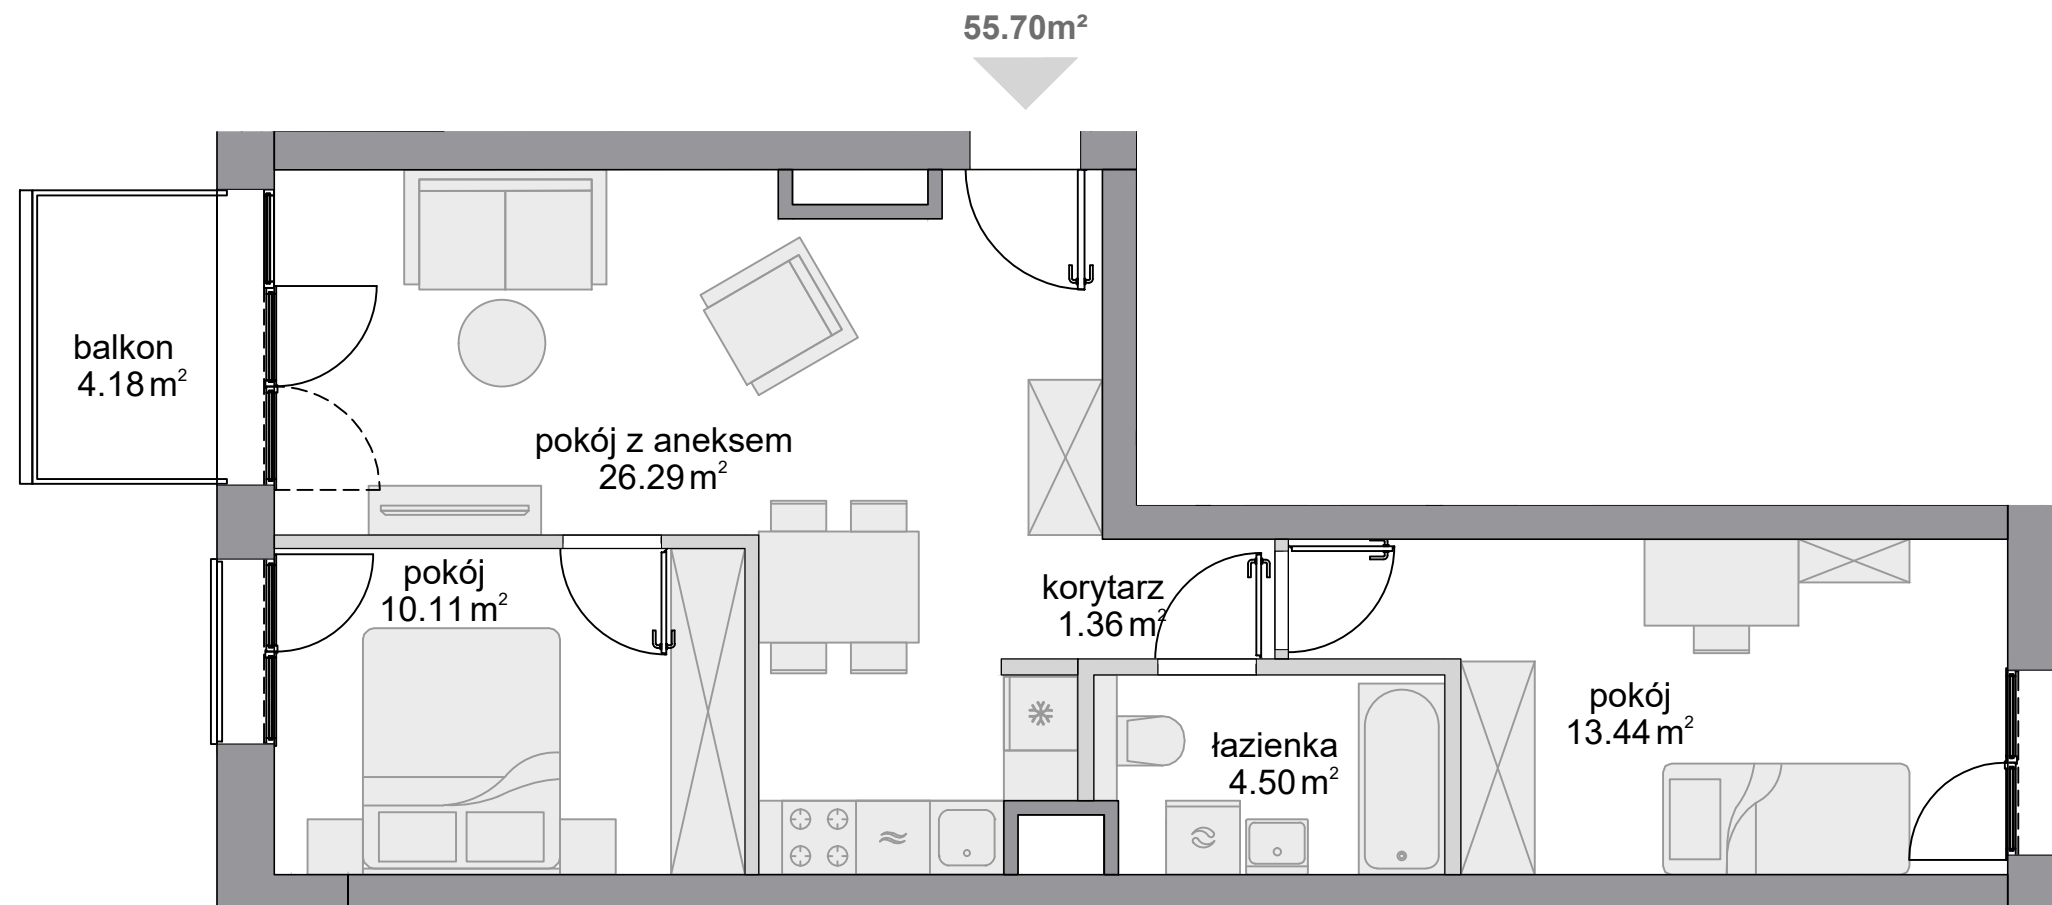 55.70m²
balkon
4.18 m²
pokój z aneksem
26.29 m²
pokój
10.11 m²
korytarz
1.36 m²
łazienka
4.50 m²
pokój
13.44 m²